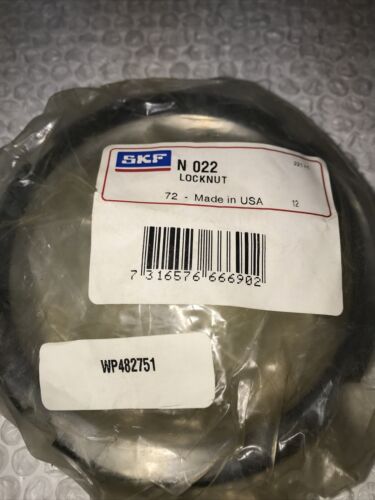 SKF N 022
LOCKNUT
72 - Made in USA 12
7 316576 666902
WP482751